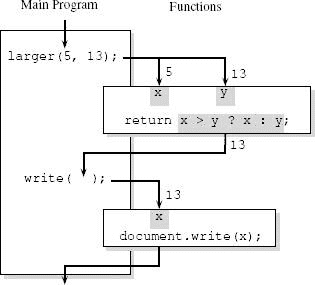 Main Program
Functions
larger(5, 13);
5
13
x
y
return x > y ? x : y;
13
write( );
13
x
document.write(x);